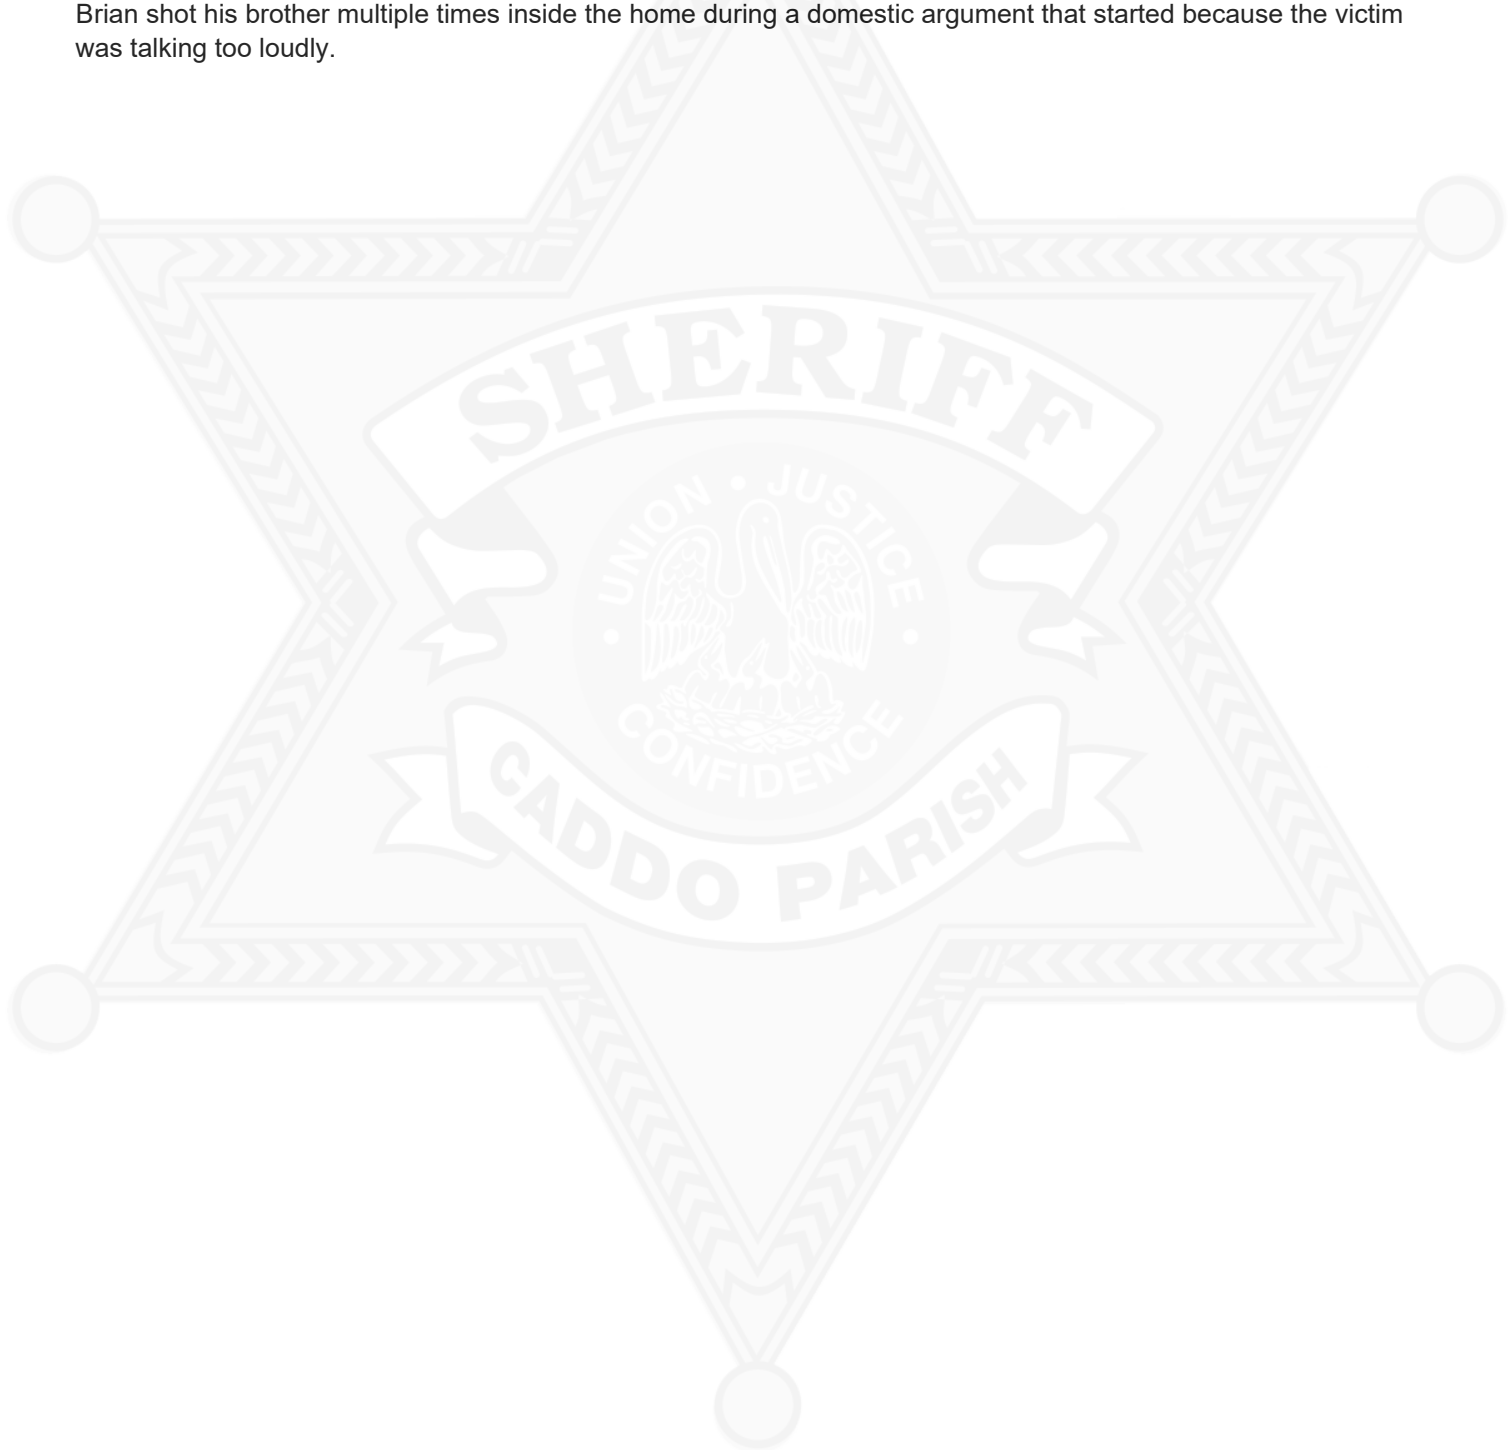 Brian shot his brother multiple times inside the home during a domestic argument that started because the victim
was talking too loudly.
SHERIFF
UNION • JUSTICE
• CONFIDENCE •
CADDO PARISH